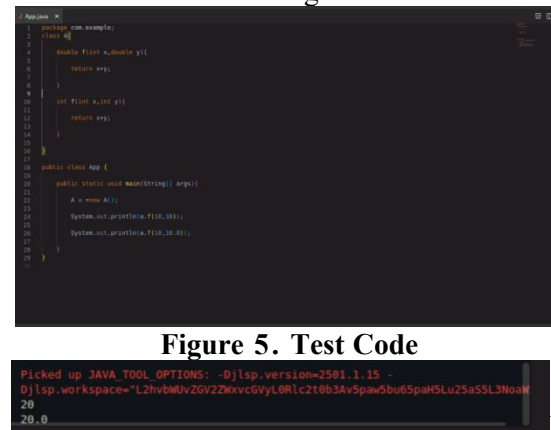 App.java ×
1 package com.example;
2 class A{
3
4 double f(int x,double y){
5
6 return x+y;
7
8 }
9
10 int f(int x,int y){
11
12 return x+y;
13
14 }
15
16 }
17
18 public class App {
19
20 public static void main(String[] args){
21
22 A a =new A();
23
24 System.out.println(a.f(10,10));
25
26 System.out.println(a.f(10,10.0));
27
28 }
29 }
Figure 5. Test Code
Picked up JAVA_TOOL_OPTIONS: -Djlsp.version=2501.1.15 -
20
20.0